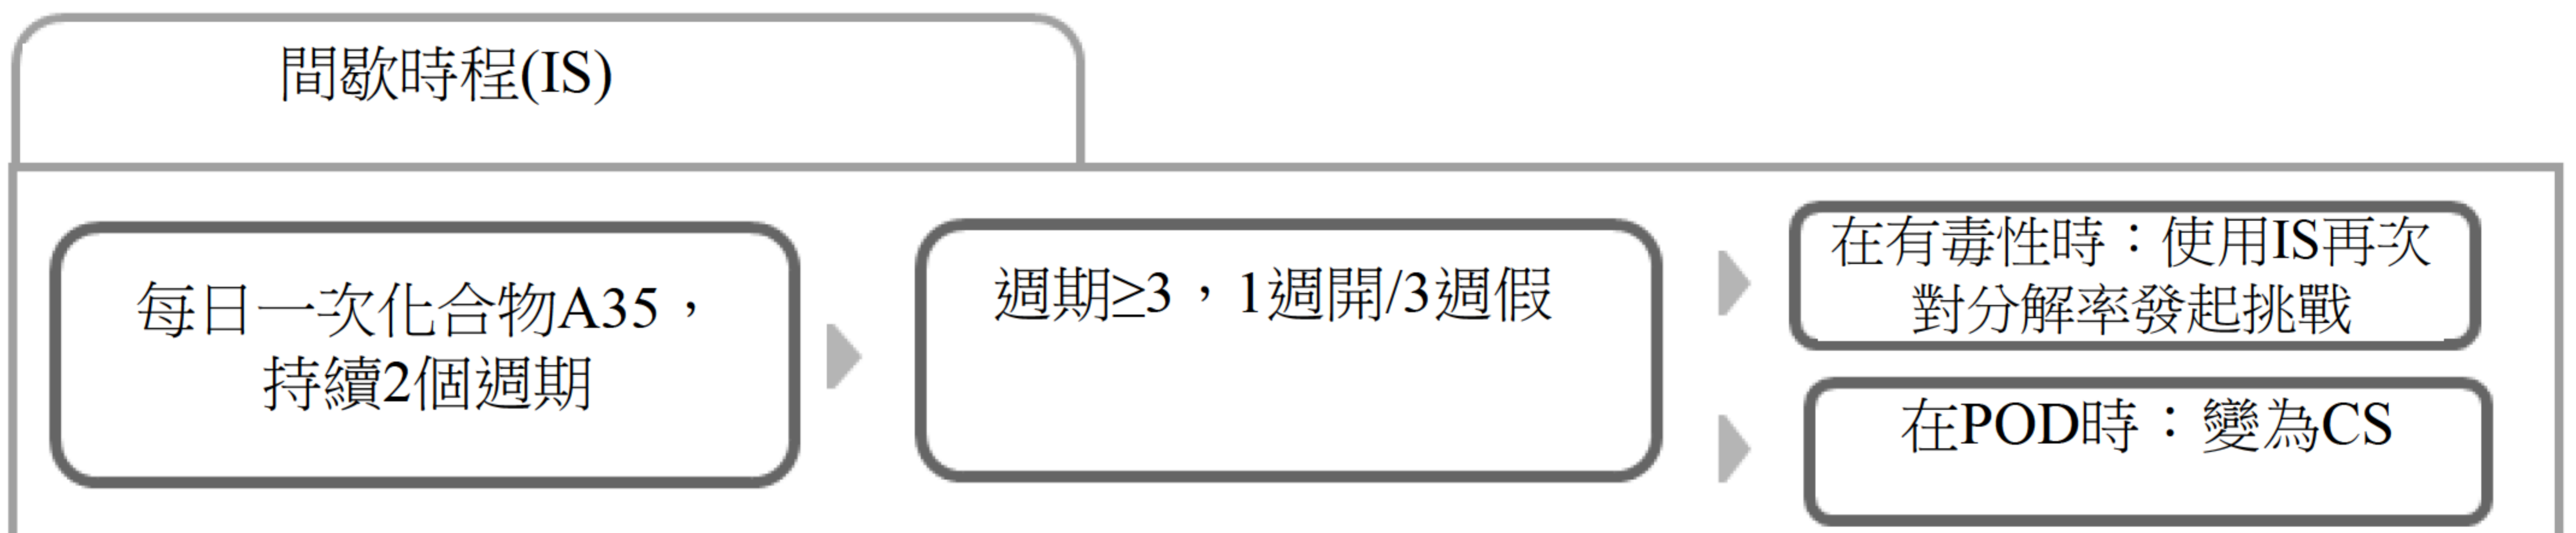 間歇時程(IS)
每日一次化合物A35，
持續2個週期
週期≥3，1週開/3週假
在有毒性時：使用IS再次
對分解率發起挑戰
在POD時：變為CS